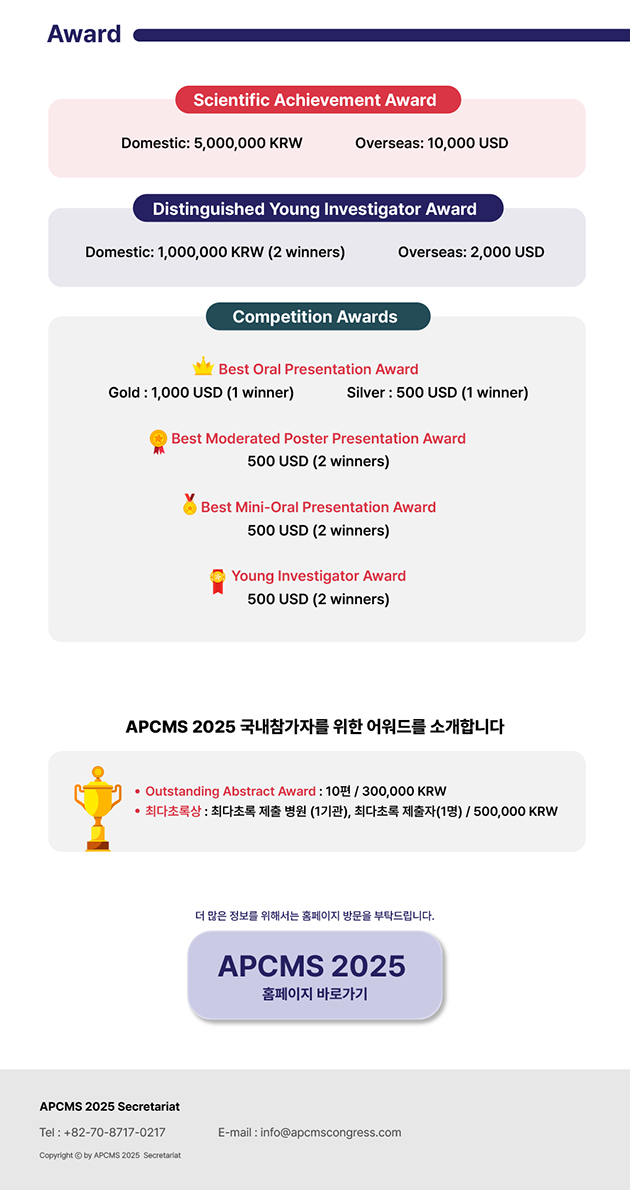 Award
Scientific Achievement Award
Domestic: 5,000,000 KRW Overseas: 10,000 USD
Distinguished Young Investigator Award
Domestic: 1,000,000 KRW (2 winners) Overseas: 2,000 USD
Competition Awards
Best Oral Presentation Award
Gold : 1,000 USD (1 winner) Silver : 500 USD (1 winner)
Best Moderated Poster Presentation Award
500 USD (2 winners)
Best Mini-Oral Presentation Award
500 USD (2 winners)
Young Investigator Award
500 USD (2 winners)
APCMS 2025 국내참가자를 위한 어워드를 소개합니다
• Outstanding Abstract Award : 10편 / 300,000 KRW
• 최다초록상 : 최다초록 제출 병원 (1기관), 최다초록 제출자(1명) / 500,000 KRW
더 많은 정보를 위해서는 홈페이지 방문을 부탁드립니다.
APCMS 2025
홈페이지 바로가기
APCMS 2025 Secretariat
Tel : +82-70-8717-0217 E-mail : info@apcmscongress.com
Copyright ⓒ by APCMS 2025 Secretariat